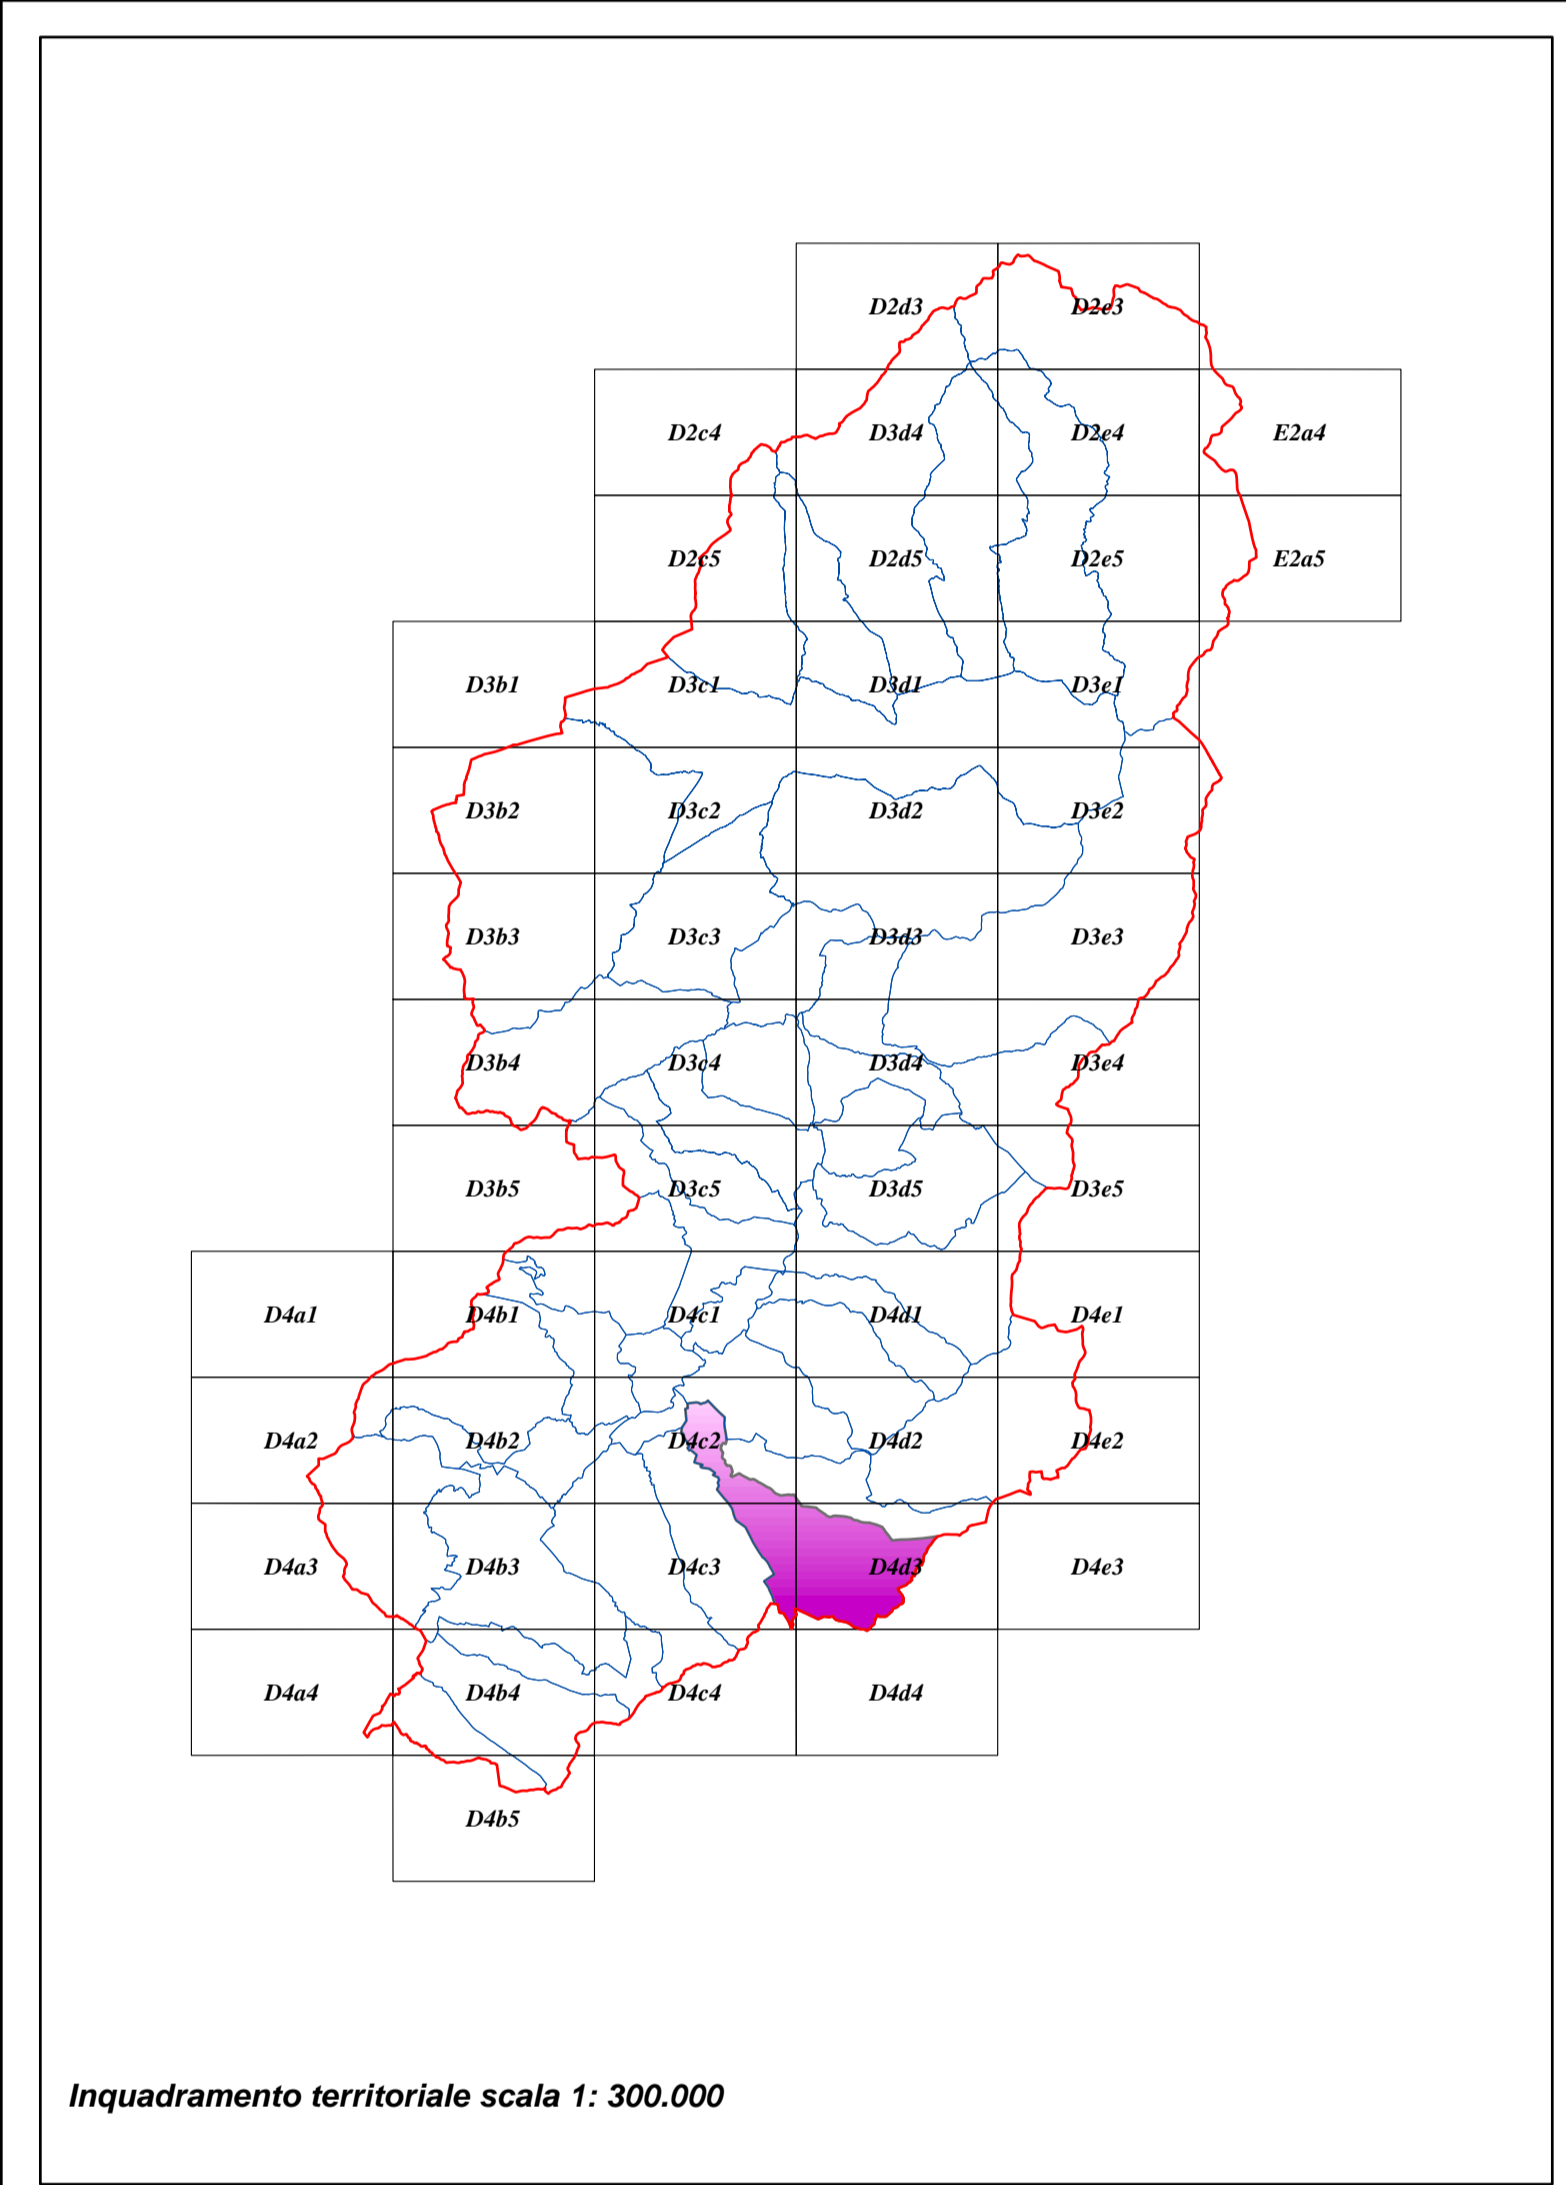 D2d3 D2e3
D2c4 D3d4 D2e4 E2a4
D2c5 D2d5 D2e5 E2a5
D3b1 D3c1 D3d1 D3e1
D3b2 D3c2 D3d2 D3e2
D3b3 D3c3 D3d3 D3e3
D3b4 D3c4 D3d4 D3e4
D3b5 D3c5 D3d5 D3e5
D4a1 D4b1 D4c1 D4d1 D4e1
D4a2 D4b2 D4c2 D4d2 D4e2
D4a3 D4b3 D4c3 D4d3 D4e3
D4a4 D4b4 D4c4 D4d4
D4b5
Inquadramento territoriale scala 1: 300.000